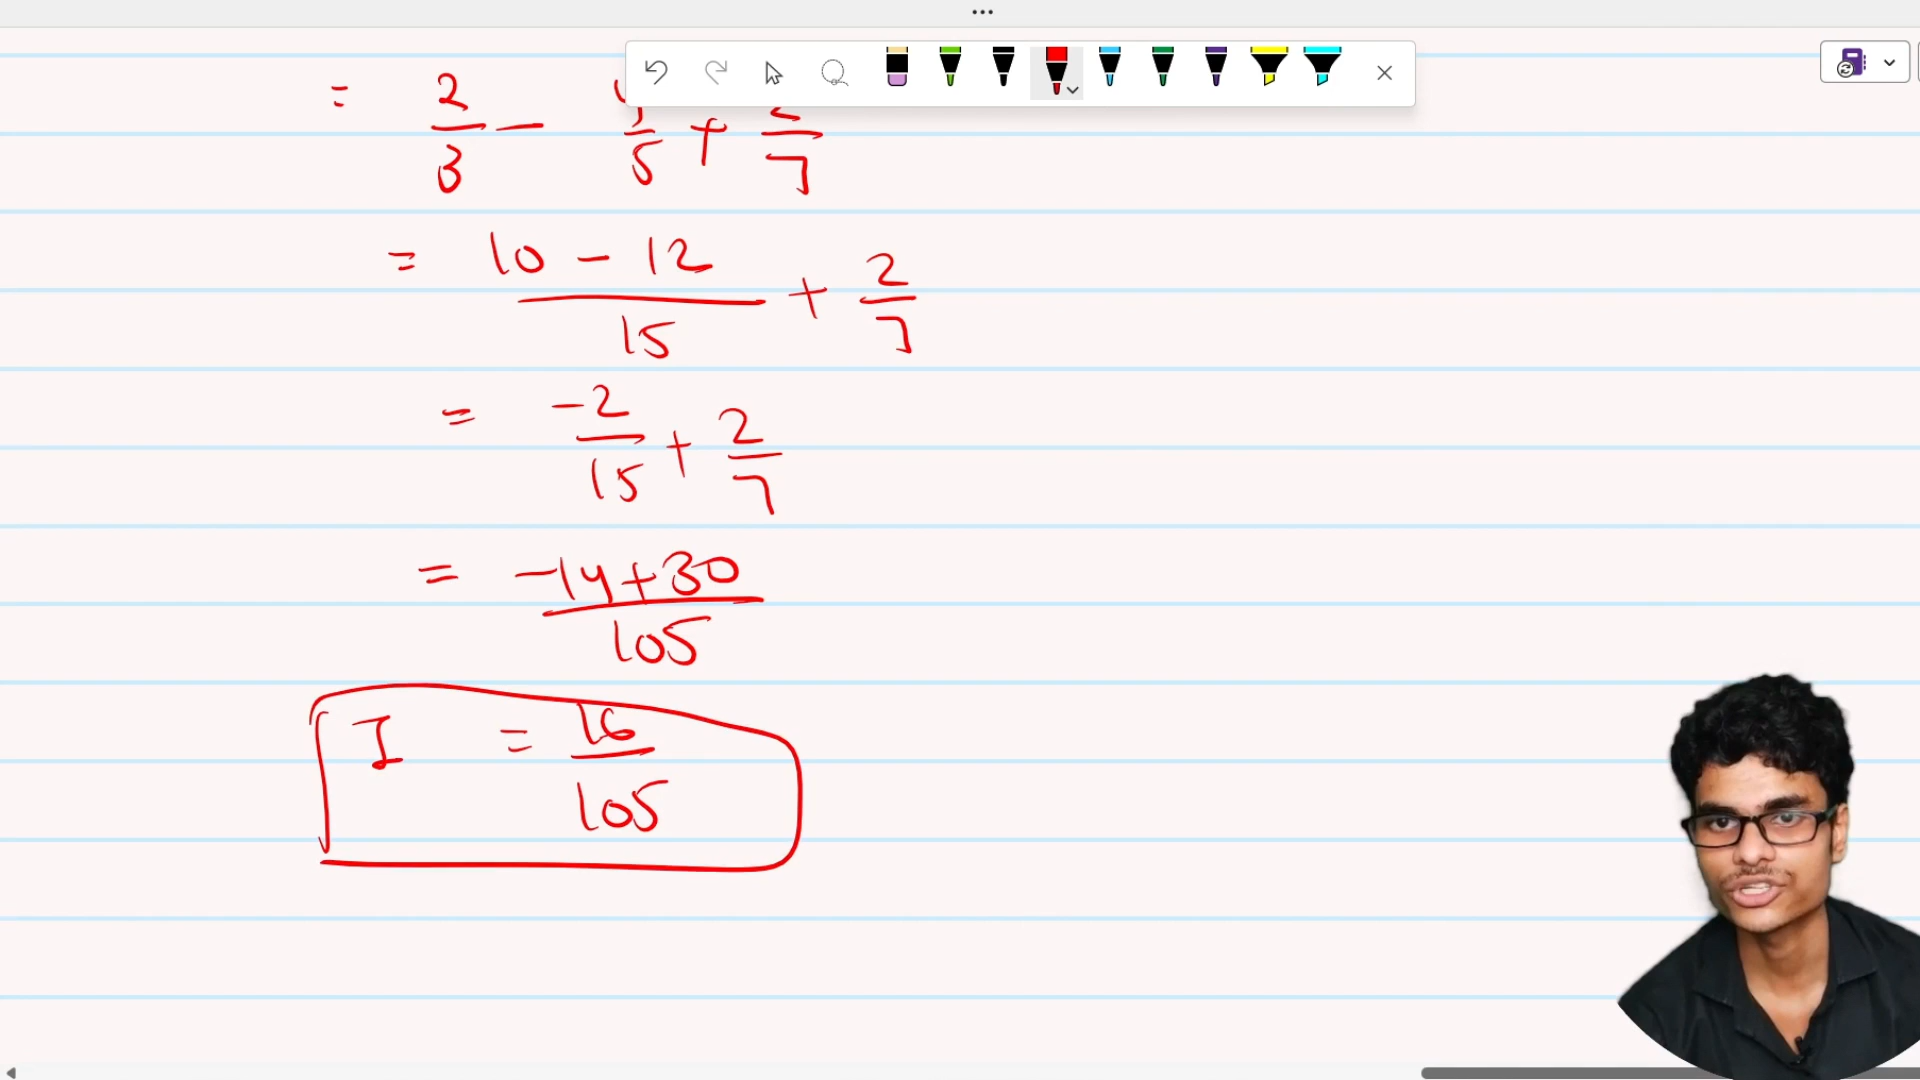 = 2/3 - 4/5 + 2/7
= 10 - 12/15 + 2/7
= -2/15 + 2/7
= -14+30/105
I = 16/105